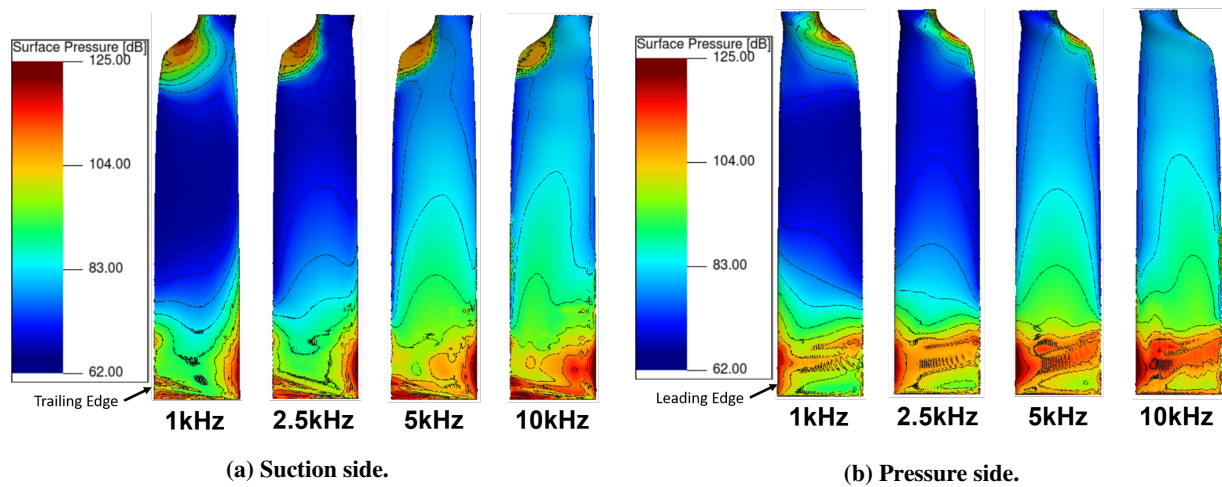 Surface Pressure [dB]
125.00
104.00
83.00
62.00
Trailing Edge
1kHz
2.5kHz
5kHz
10kHz
(a) Suction side.
Surface Pressure [dB]
125.00
104.00
83.00
62.00
Leading Edge
1kHz
2.5kHz
5kHz
10kHz
(b) Pressure side.